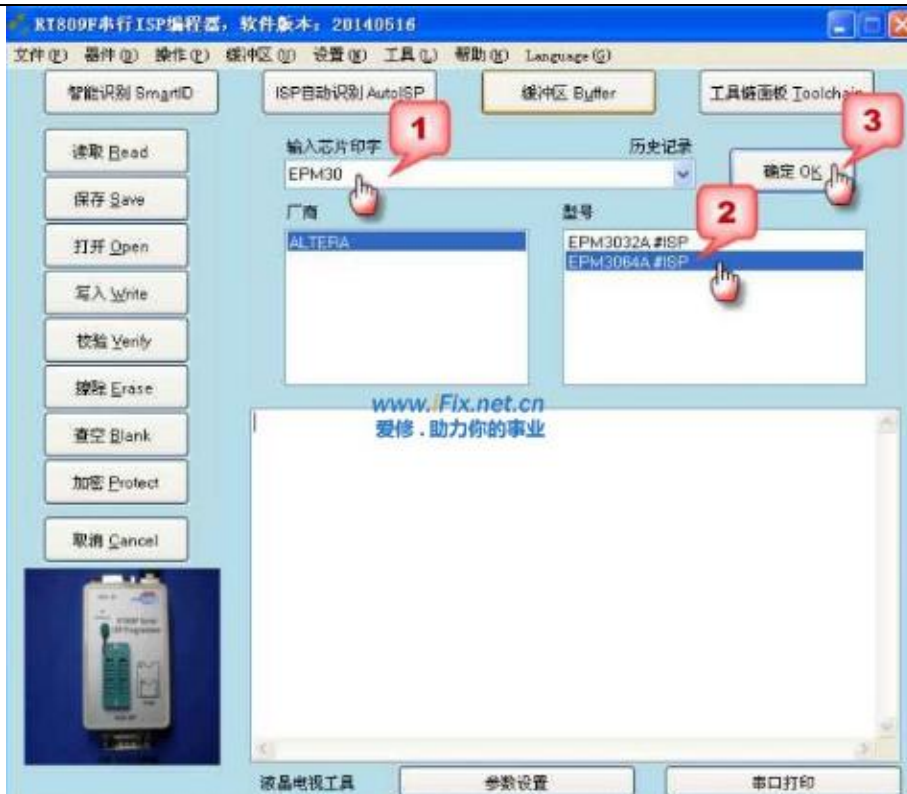 RT809F串行ISP编程器，软件版本：20140516
文件(F) 器件(D) 操作(P) 缓冲区(U) 设置(K) 工具(L) 帮助(H) Language(G)
智能识别 SmartID
ISP自动识别 AutoISP
缓冲区 Buffer
工具链面板 Toolchain
1
3
读取 Read
输入芯片印字
历史记录
EPM30
确定 OK
保存 Save
厂商
型号
2
打开 Open
ALTERA
EPM3032A #ISP
EPM3064A #ISP
写入 Write
校验 Verify
擦除 Erase
www.iFix.net.cn
爱修 . 助力你的事业
查空 Blank
加密 Protect
取消 Cancel
液晶电视工具
参数设置
串口打印